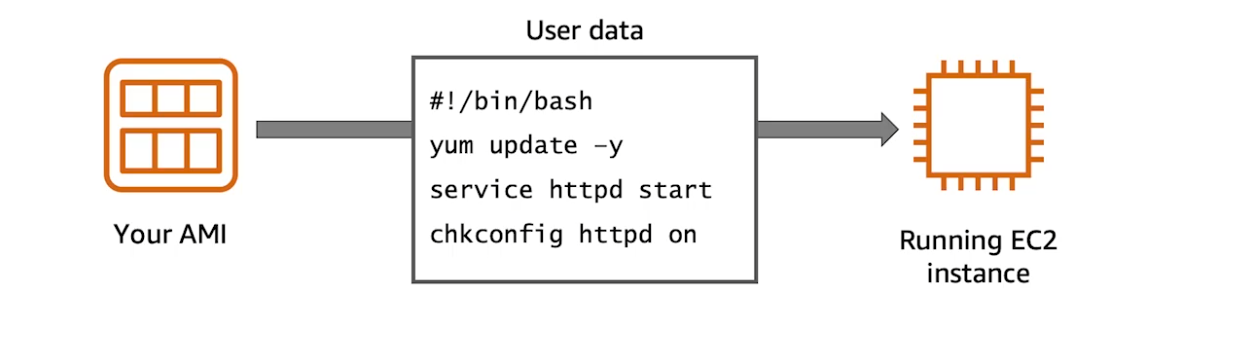 User data
#!/bin/bash
yum update –y
service httpd start
chkconfig httpd on
Your AMI
Running EC2
instance